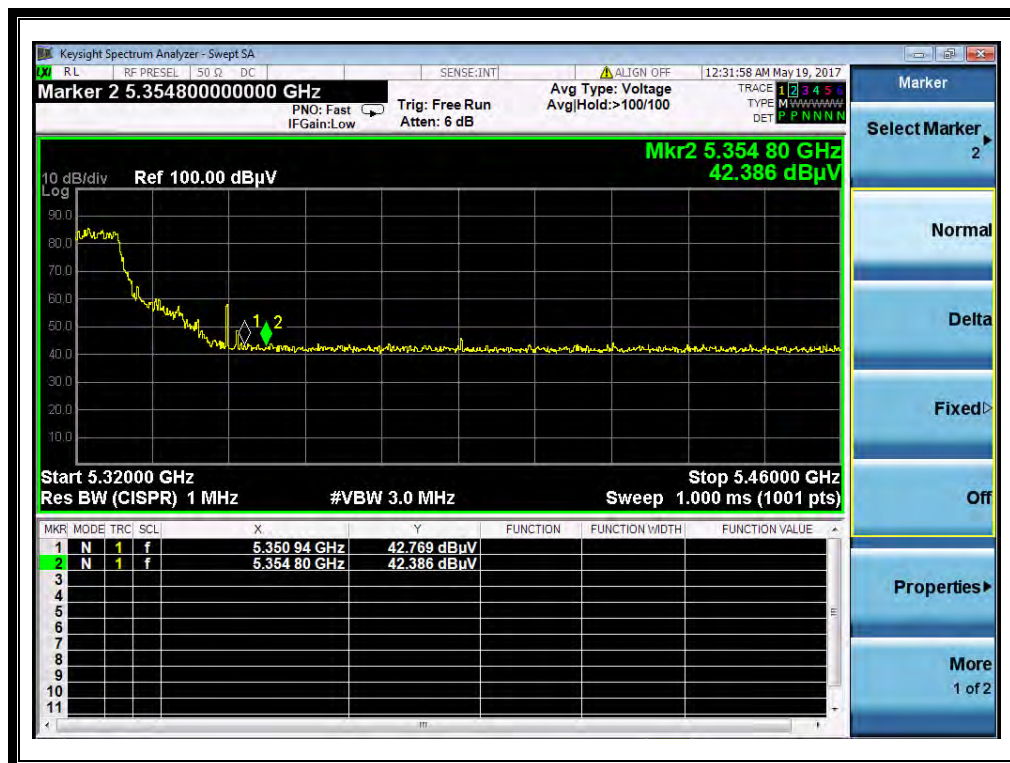 Keysight Spectrum Analyzer - Swept SA
LXI RL RF PRESEL 50 Ω DC SENSE:INT ALIGN OFF 12:31:58 AM May 19, 2017
Marker 2 5.354800000000 GHz
PNO: Fast
IFGain:Low
Trig: Free Run
Atten: 6 dB
Avg Type: Voltage
Avg|Hold:>100/100
TRACE 1 2 3 4 5 6
TYPE M WWWWW
DET P P N N N N
Mkr2 5.354 80 GHz
42.386 dBµV
10 dB/div Ref 100.00 dBµV
Log
90.0
80.0
70.0
60.0
50.0
40.0
30.0
20.0
10.0
1 2
Start 5.32000 GHz Stop 5.46000 GHz
Res BW (CISPR) 1 MHz #VBW 3.0 MHz Sweep 1.000 ms (1001 pts)
MKR MODE TRC SCL X Y FUNCTION FUNCTION WIDTH FUNCTION VALUE
1 N 1 f 5.350 94 GHz 42.769 dBµV
2 N 1 f 5.354 80 GHz 42.386 dBµV
3
4
5
6
7
8
9
10
11
Marker
Select Marker
2
Normal
Delta
Fixed
Off
Properties
More
1 of 2